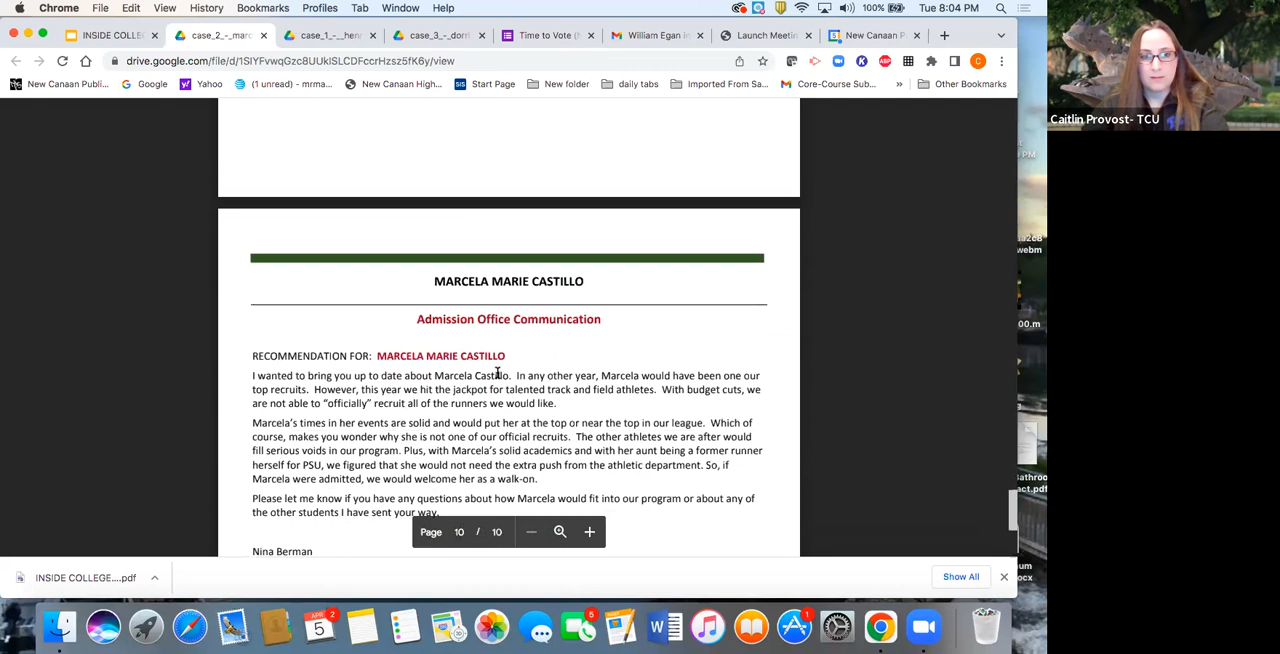 Chrome File Edit View History Bookmarks Profiles Tab Window Help 100% Tue 8:04 PM
INSIDE COLLE case_2_-_marc case_1_-__henr case_3_-_dorri Time to Vote ( William Egan i Launch Meetin New Canaan P
drive.google.com/file/d/1SlYFvwqGzc8UUklSLCDFccrHzsz5fK6y/view
New Canaan Publi... Google Yahoo (1 unread) - mrma... New Canaan High... SIS Start Page New folder daily tabs Imported From Sa... Core-Course Sub... » Other Bookmarks
Caitlin Provost- TCU
MARCELA MARIE CASTILLO
Admission Office Communication
RECOMMENDATION FOR: MARCELA MARIE CASTILLO
I wanted to bring you up to date about Marcela Castillo. In any other year, Marcela would have been one our
top recruits. However, this year we hit the jackpot for talented track and field athletes. With budget cuts, we
are not able to “officially” recruit all of the runners we would like.
Marcela’s times in her events are solid and would put her at the top or near the top in our league. Which of
course, makes you wonder why she is not one of our official recruits. The other athletes we are after would
fill serious voids in our program. Plus, with Marcela’s solid academics and with her aunt being a former runner
herself for PSU, we figured that she would not need the extra push from the athletic department. So, if
Marcela were admitted, we would welcome her as a walk-on.
Please let me know if you have any questions about how Marcela would fit into our program or about any of
the other students I have sent your way.
Page 10 / 10
Nina Berman
INSIDE COLLEGE....pdf
Show All
APR 5
2
5
1